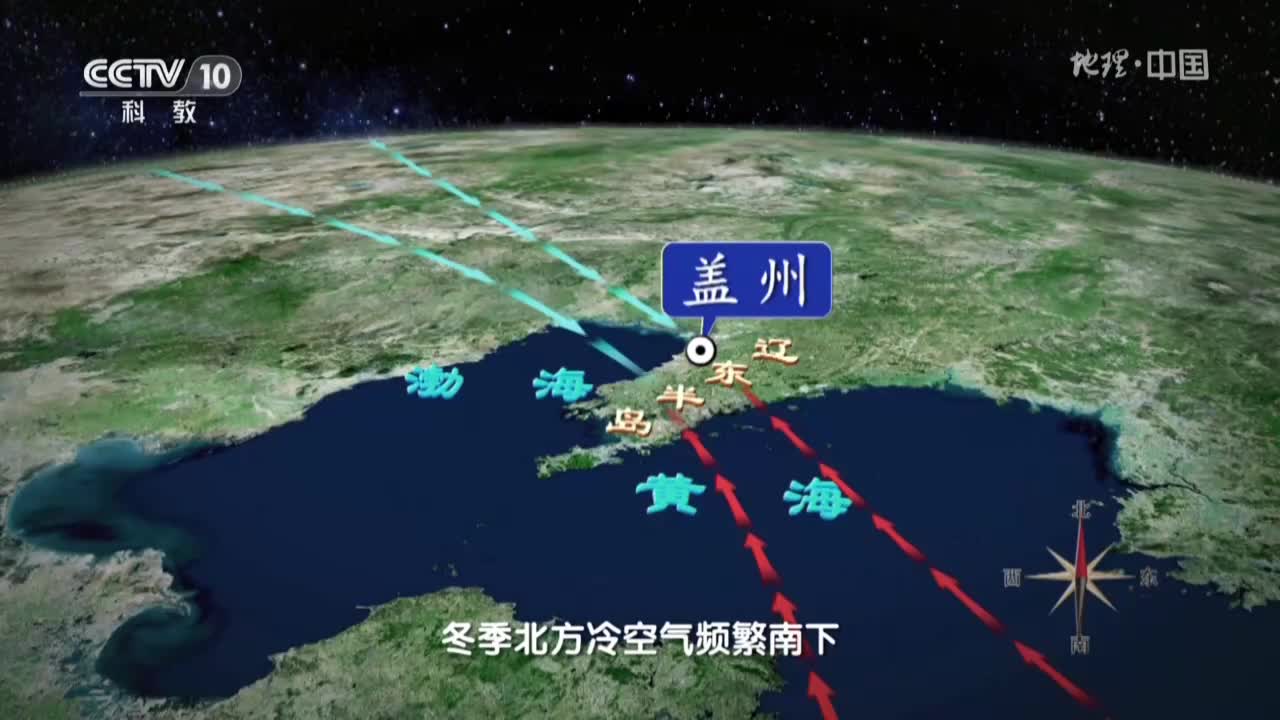 CCTV 10
科教
地理·中国
盖州
辽东半岛
渤海
黄海
北
西
东
南
冬季北方冷空气频繁南下